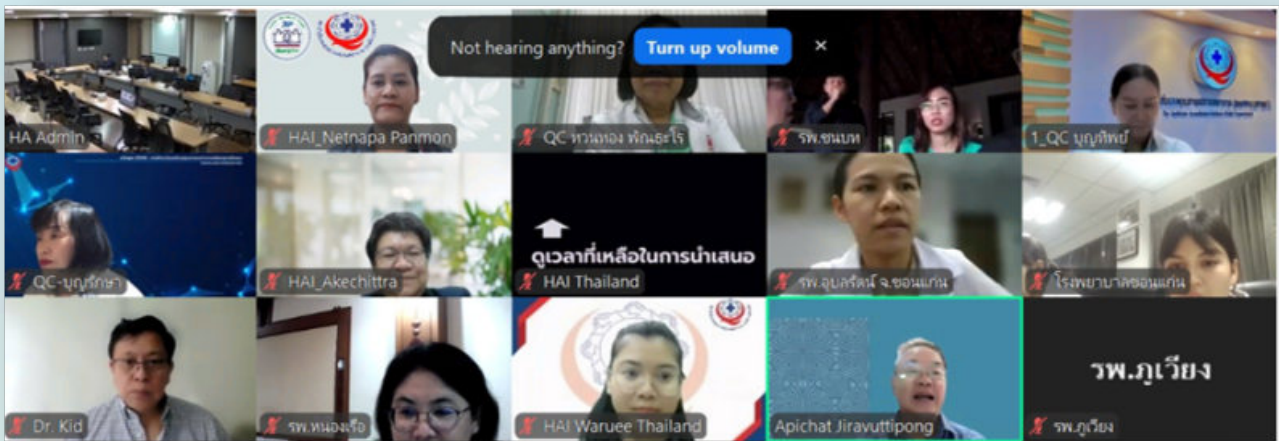 Not hearing anything? Turn up volume ×
HA Admin
HAI_Netnapa Panmon
QC ทวนทอง พัณธะโร
รพ.ชนบท
1_QC บุญทิพย์
QC-บุญรักษา
HAI_Akechittra
ดูเวลาที่เหลือในการนำเสนอ
HAI Thailand
รพ.อุบลรัตน์ จ.ขอนแก่น
โรงพยาบาลขอนแก่น
Dr. Kid
รพ.หนองเรือ
HAI Waruee Thailand
Apichat Jiravuttipong
รพ.ภูเวียง
รพ.ภูเวียง